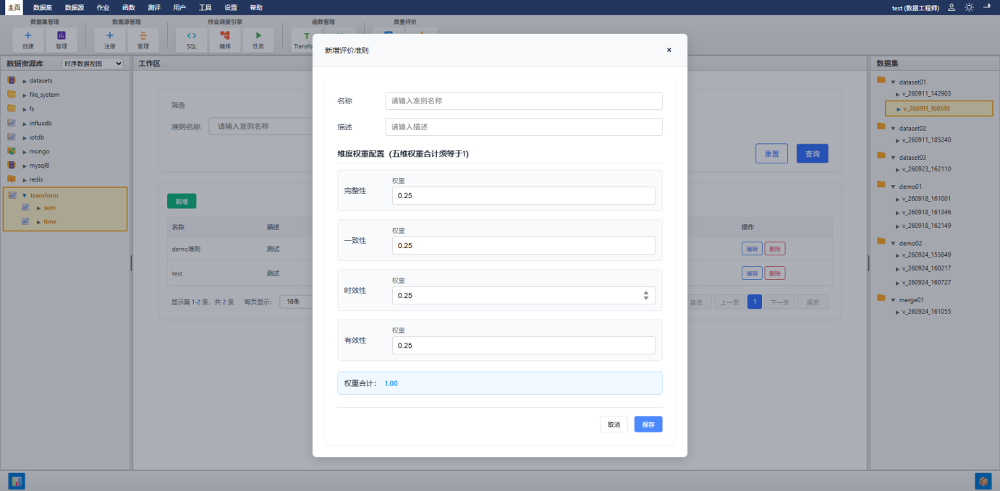 主页 数据集 数据源 作业 函数 测评 用户 工具 设置 帮助 test (数据工程师)
数据集管理 数据源管理 作业调度引擎 函数管理 质量评价
创建 管理 注册 管理 SQL 编排 任务
数据资源库 时序数据视图 工作区 数据集
datasets
file_system
fs
influxdb
iotdb
mongo
mysql8
redis
transform
sum
time
筛选
准则名称 请输入准则名称
重置 查询
新增
名称 描述 操作
demo准则 测试 编辑 删除
test 测试 编辑 删除
显示第 1-2 条，共 2 条 每页显示： 10条 首页 上一页 1 下一页 尾页
新增评价准则 ×
名称 请输入准则名称
描述 请输入描述
维度权重配置（五维权重合计须等于1）
权重
完整性 0.25
权重
一致性 0.25
权重
时效性 0.25
权重
有效性 0.25
权重合计： 1.00
取消 保存
dataset01
v_260911_142903
v_260911_160519
dataset02
v_260911_185240
dataset03
v_260923_162110
demo01
v_260918_161001
v_260918_161346
v_260918_162149
demo02
v_260924_155849
v_260924_160217
v_260924_160727
merge01
v_260924_161055